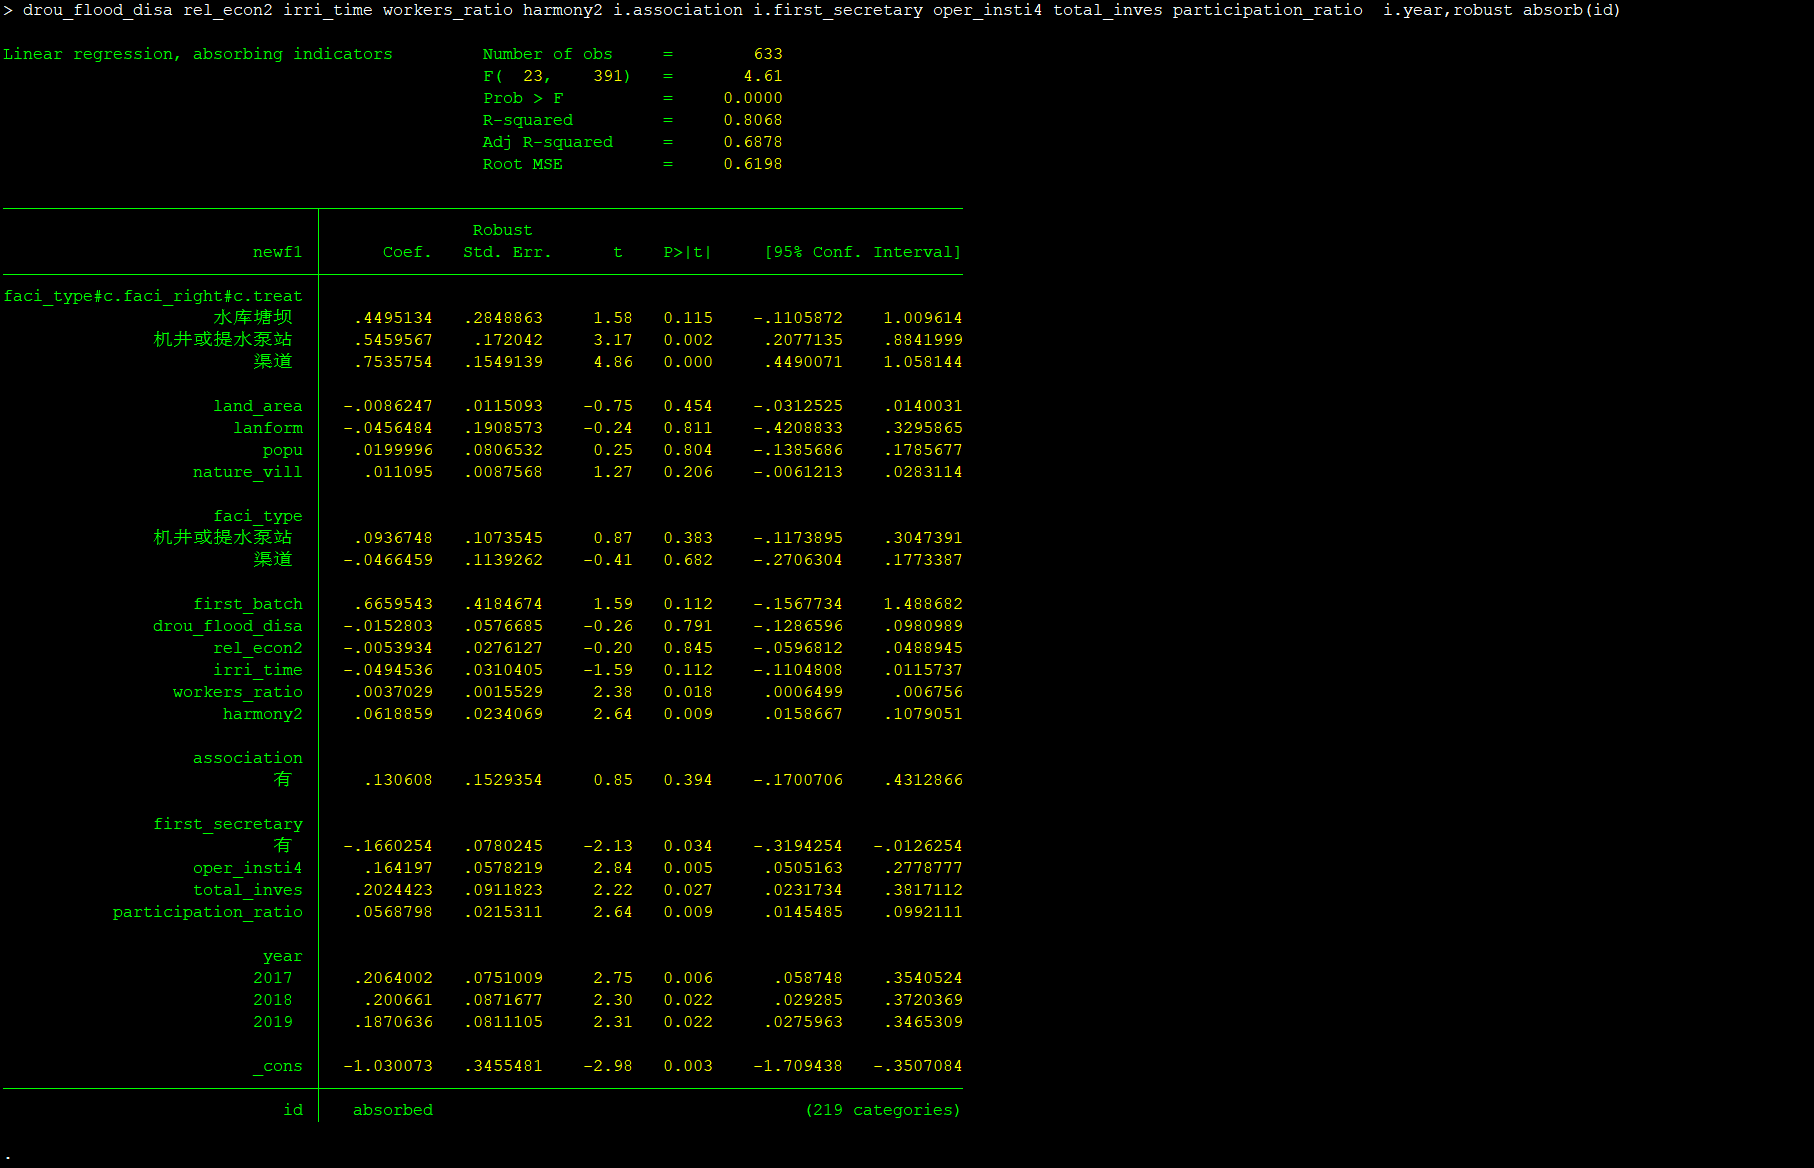 > drou_flood_disa rel_econ2 irri_time workers_ratio harmony2 i.association i.first_secretary oper_insti4 total_inves participation_ratio  i.year,robust absorb(id)
Linear regression, absorbing indicators Number of obs = 633
F( 23, 391) = 4.61
Prob > F = 0.0000
R-squared = 0.8068
Adj R-squared = 0.6878
Root MSE = 0.6198
Robust
newf1 Coef. Std. Err. t P>|t| [95% Conf. Interval]
faci_type#c.faci_right#c.treat
水库塘坝 .4495134 .2848863 1.58 0.115 -.1105872 1.009614
机井或提水泵站 .5459567 .172042 3.17 0.002 .2077135 .8841999
渠道 .7535754 .1549139 4.86 0.000 .4490071 1.058144
land_area -.0086247 .0115093 -0.75 0.454 -.0312525 .0140031
lanform -.0456484 .1908573 -0.24 0.811 -.4208833 .3295865
popu .0199996 .0806532 0.25 0.804 -.1385686 .1785677
nature_vill .011095 .0087568 1.27 0.206 -.0061213 .0283114
faci_type
机井或提水泵站 .0936748 .1073545 0.87 0.383 -.1173895 .3047391
渠道 -.0466459 .1139262 -0.41 0.682 -.2706304 .1773387
first_batch .6659543 .4184674 1.59 0.112 -.1567734 1.488682
drou_flood_disa -.0152803 .0576685 -0.26 0.791 -.1286596 .0980989
rel_econ2 -.0053934 .0276127 -0.20 0.845 -.0596812 .0488945
irri_time -.0494536 .0310405 -1.59 0.112 -.1104808 .0115737
workers_ratio .0037029 .0015529 2.38 0.018 .0006499 .006756
harmony2 .0618859 .0234069 2.64 0.009 .0158667 .1079051
association
有 .130608 .1529354 0.85 0.394 -.1700706 .4312866
first_secretary
有 -.1660254 .0780245 -2.13 0.034 -.3194254 -.0126254
oper_insti4 .164197 .0578219 2.84 0.005 .0505163 .2778777
total_inves .2024423 .0911823 2.22 0.027 .0231734 .3817112
participation_ratio .0568798 .0215311 2.64 0.009 .0145485 .0992111
year
2017 .2064002 .0751009 2.75 0.006 .058748 .3540524
2018 .200661 .0871677 2.30 0.022 .029285 .3720369
2019 .1870636 .0811105 2.31 0.022 .0275963 .3465309
_cons -1.030073 .3455481 -2.98 0.003 -1.709438 -.3507084
id absorbed (219 categories)
.